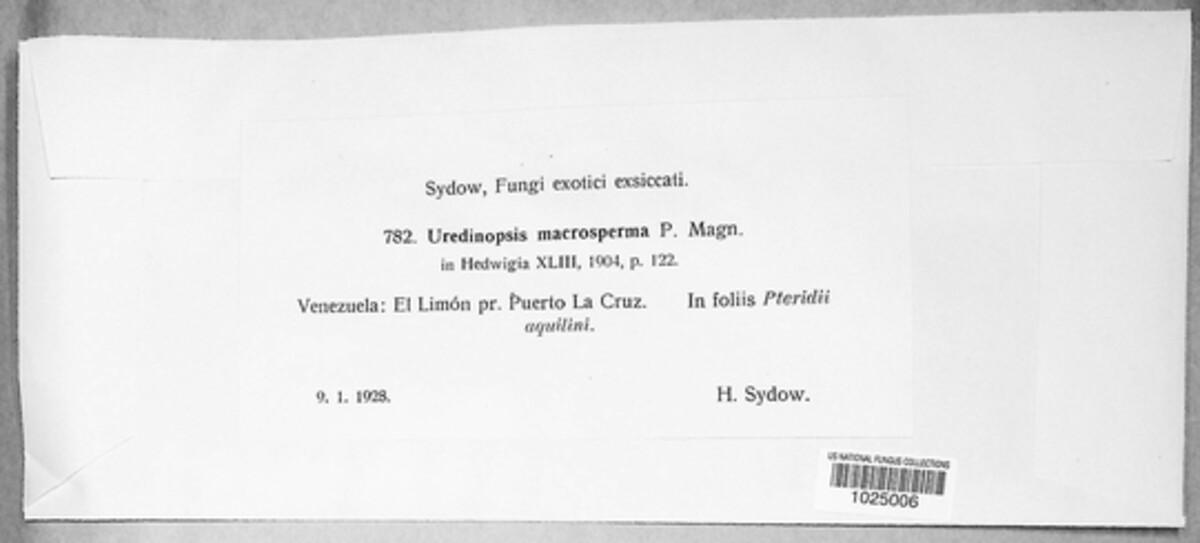 Sydow, Fungi exotici exsiccati.
782. Uredinopsis macrosperma P. Magn.
in Hedwigia XLIII, 1904, p. 122.
Venezuela: El Limón pr. Puerto La Cruz. In foliis Pteridii
aquilini.
9. 1. 1928. H. Sydow.
US NATIONAL FUNGUS COLLECTIONS
1025006